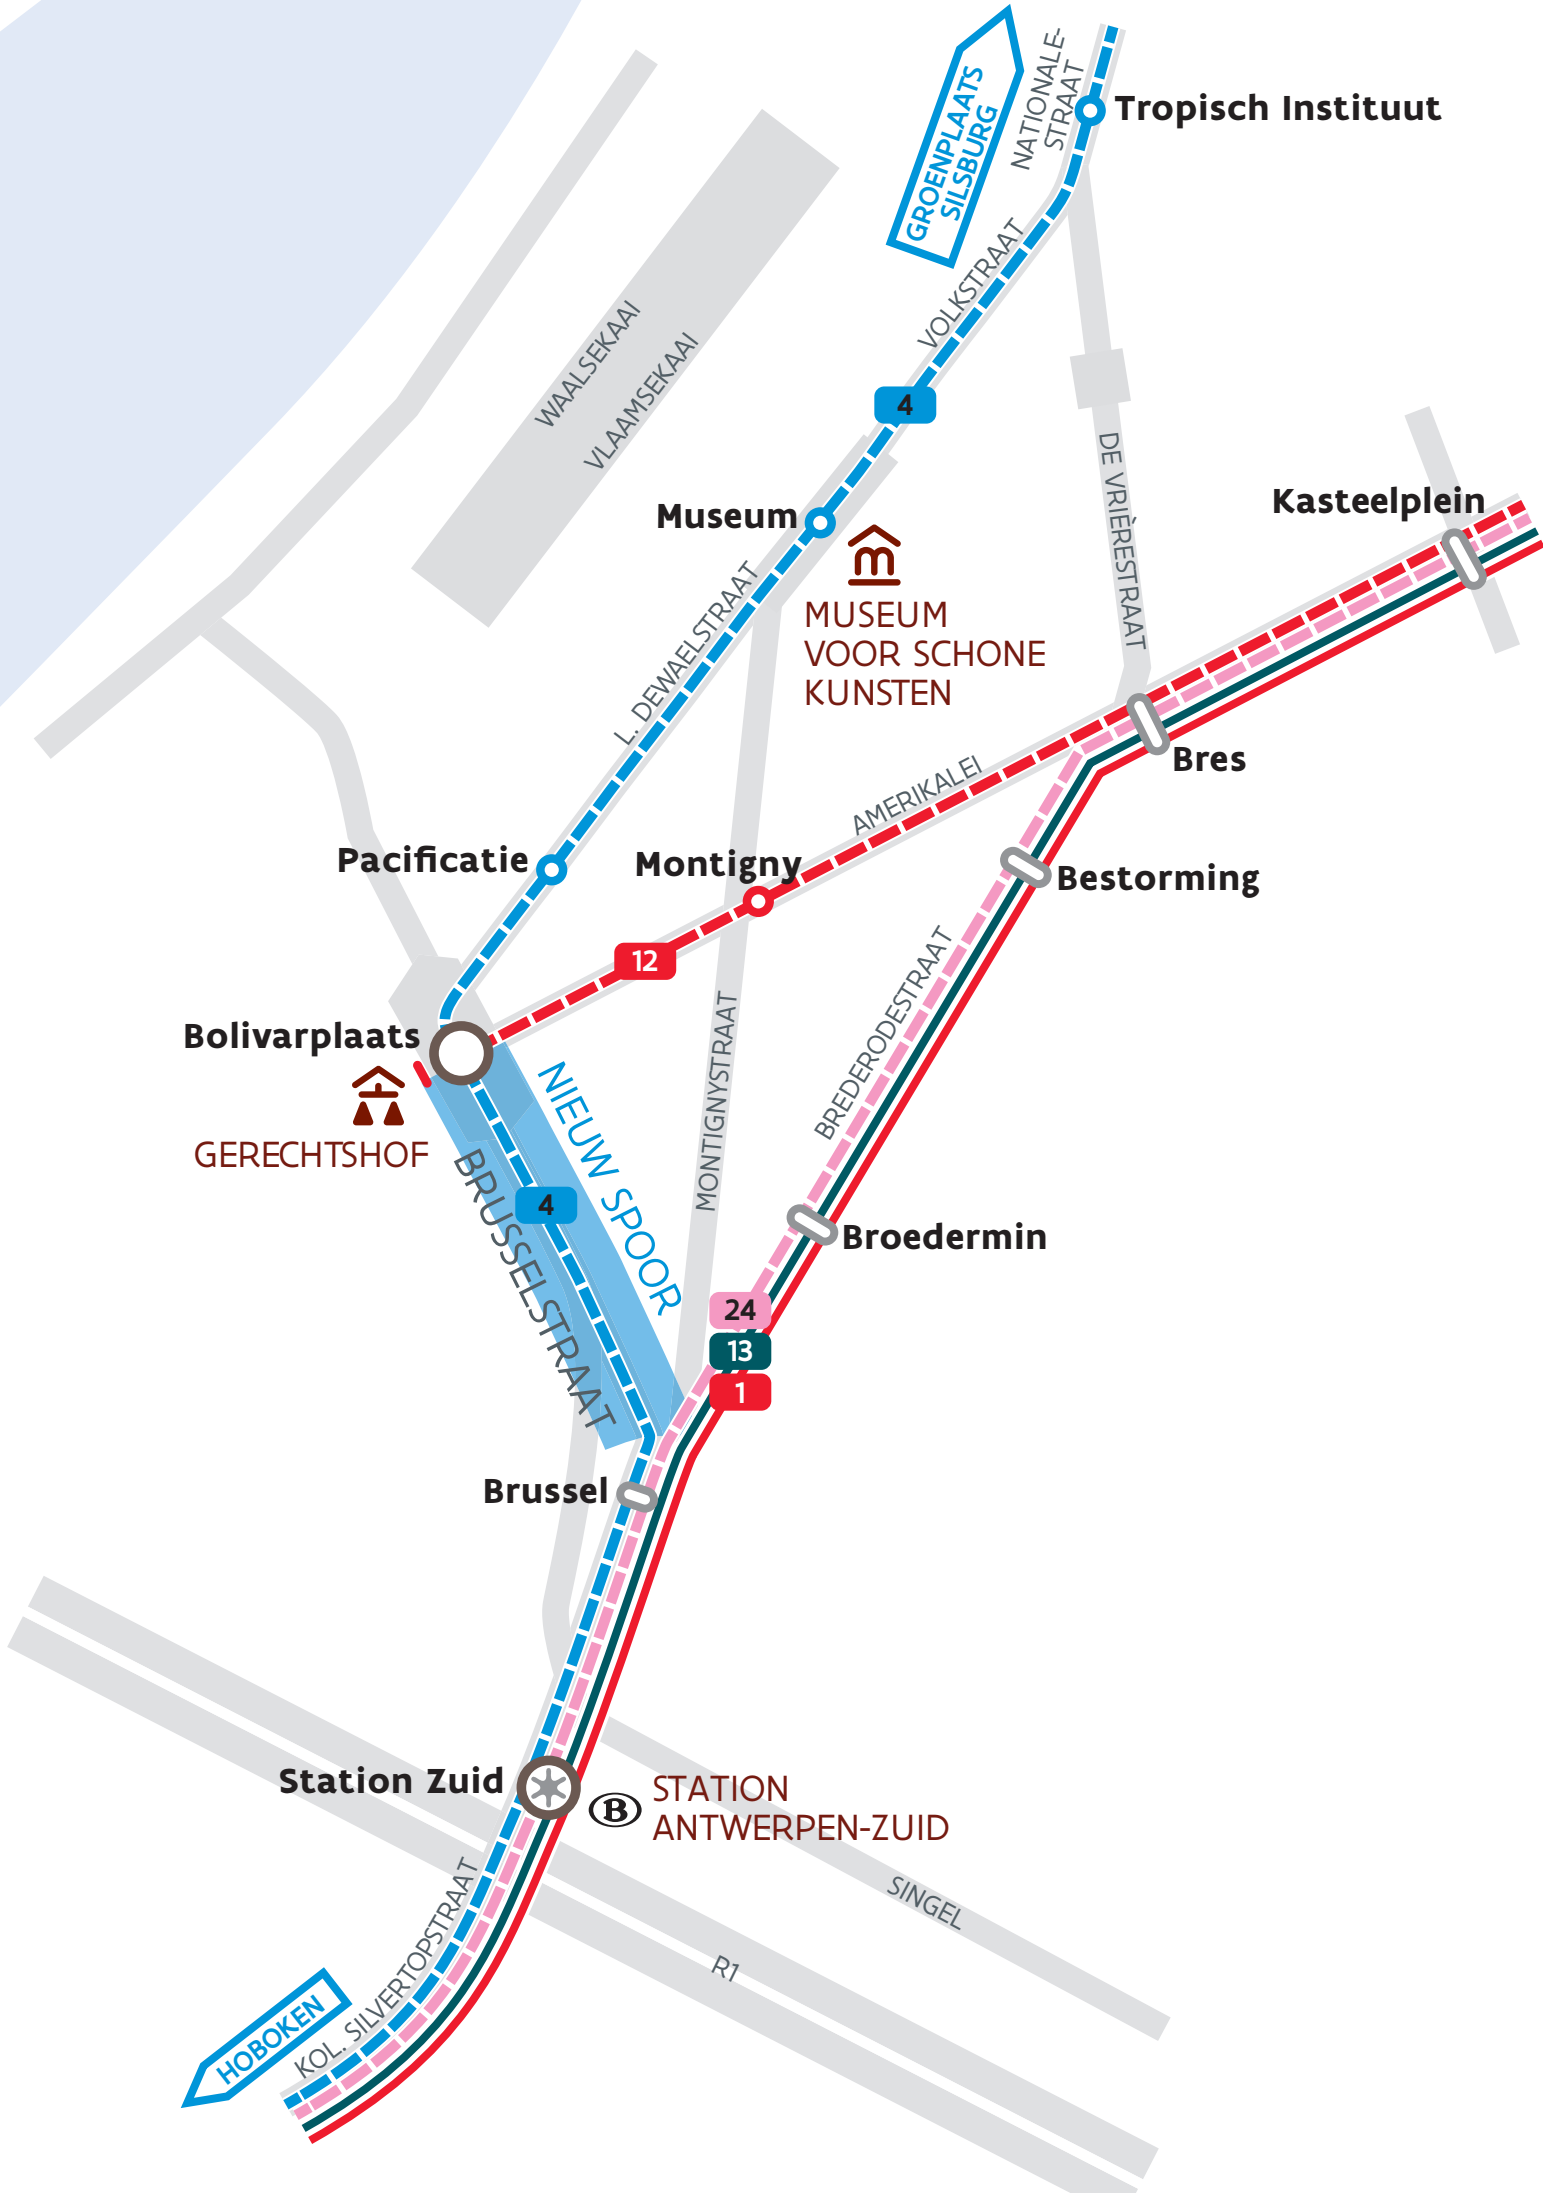 NATIONALE-
STRAAT
Tropisch Instituut
GROENPLAATS
SILSBURG
VOLKSTRAAT
WAALSEKAAI
VLAAMSEKAAI
4
DE VRIÈRESTRAAT
Kasteelplein
Museum
MUSEUM
VOOR SCHONE
KUNSTEN
L. DEWAELSTRAAT
Bres
AMERIKALEI
Pacificatie
Montigny
Bestorming
12
BREDERODESTRAAT
Bolivarplaats
MONTIGNYSTRAAT
GERECHTSHOF
NIEUW SPOOR
4
BRUSSELSTRAAT
Broedermin
24
13
1
Brussel
Station Zuid
B
STATION
ANTWERPEN-ZUID
SINGEL
R1
KOL. SILVERTOPSTRAAT
HOBOKEN